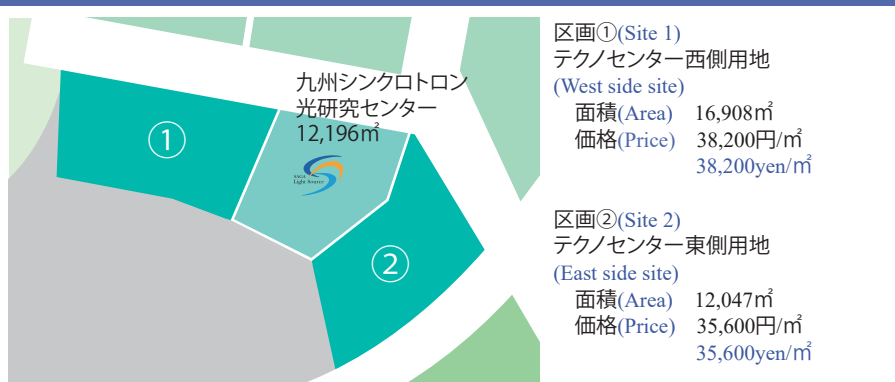 九州シンクロトロン
光研究センター
12,196㎡
SAGA
Light Source
①
②
区画①(Site 1)
テクノセンター西側用地
(West side site)
面積(Area) 16,908㎡
価格(Price) 38,200円/㎡
38,200yen/㎡
区画②(Site 2)
テクノセンター東側用地
(East side site)
面積(Area) 12,047㎡
価格(Price) 35,600円/㎡
35,600yen/㎡